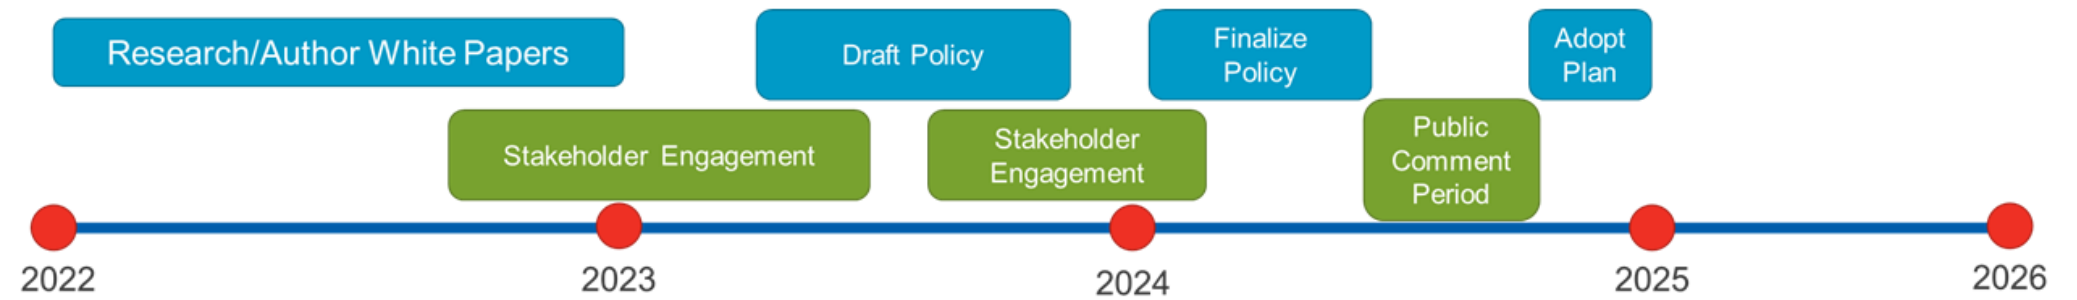 Research/Author White Papers
Draft Policy
Finalize
Policy
Adopt
Plan
Stakeholder Engagement
Stakeholder
Engagement
Public
Comment
Period
2022
2023
2024
2025
2026